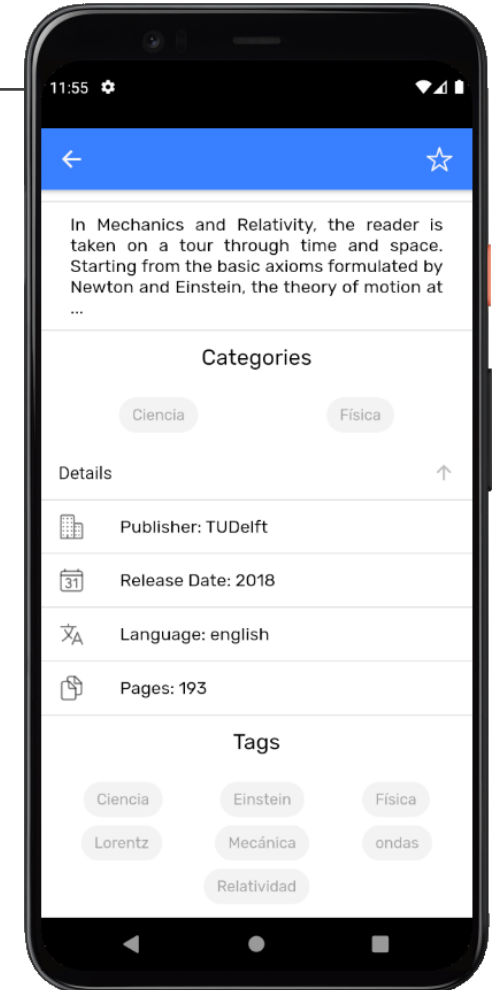 11:55
In Mechanics and Relativity, the reader is
taken on a tour through time and space.
Starting from the basic axioms formulated by
Newton and Einstein, the theory of motion at
...
Categories
Ciencia
Física
Details
Publisher: TUDelft
31
Release Date: 2018
Language: english
Pages: 193
Tags
Ciencia
Einstein
Física
Lorentz
Mecánica
ondas
Relatividad